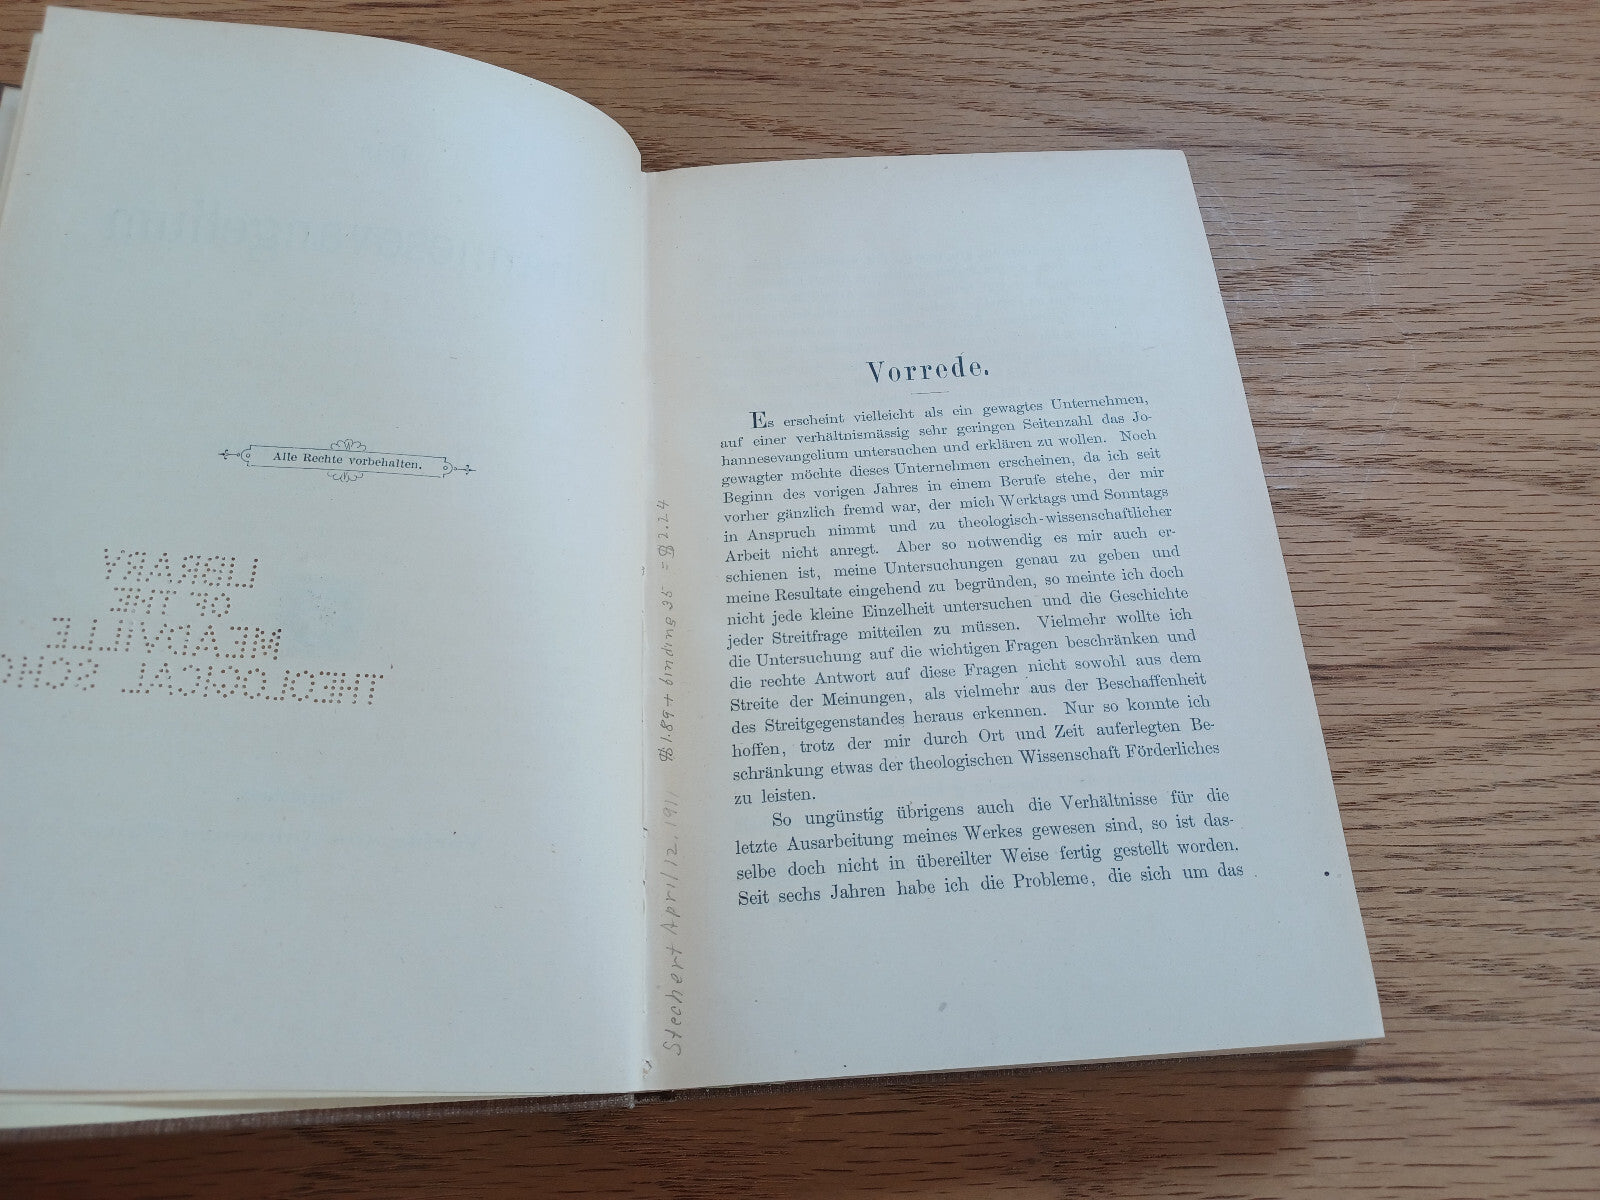 Alle Rechte vorbehalten.
LIBRARY
OF THE
MEADVILLE
THEOLOGICAL SCHO
Stechert April 12, 1911 $1.89 + binding 35 = $2.24
Vorrede.
Es erscheint vielleicht als ein gewagtes Unternehmen,
auf einer verhältnismässig sehr geringen Seitenzahl das Jo-
hannesevangelium untersuchen und erklären zu wollen. Noch
gewagter möchte dieses Unternehmen erscheinen, da ich seit
Beginn des vorigen Jahres in einem Berufe stehe, der mir
vorher gänzlich fremd war, der mich Werktags und Sonntags
in Anspruch nimmt und zu theologisch-wissenschaftlicher
Arbeit nicht anregt. Aber so notwendig es mir auch er-
schienen ist, meine Untersuchungen genau zu geben und
meine Resultate eingehend zu begründen, so meinte ich doch
nicht jede kleine Einzelheit untersuchen und die Geschichte
jeder Streitfrage mitteilen zu müssen. Vielmehr wollte ich
die Untersuchung auf die wichtigen Fragen beschränken und
die rechte Antwort auf diese Fragen nicht sowohl aus dem
Streite der Meinungen, als vielmehr aus der Beschaffenheit
des Streitgegenstandes heraus erkennen. Nur so konnte ich
hoffen, trotz der mir durch Ort und Zeit auferlegten Be-
schränkung etwas der theologischen Wissenschaft Förderliches
zu leisten.
So ungünstig übrigens auch die Verhältnisse für die
letzte Ausarbeitung meines Werkes gewesen sind, so ist das-
selbe doch nicht in übereilter Weise fertig gestellt worden.
Seit sechs Jahren habe ich die Probleme, die sich um das